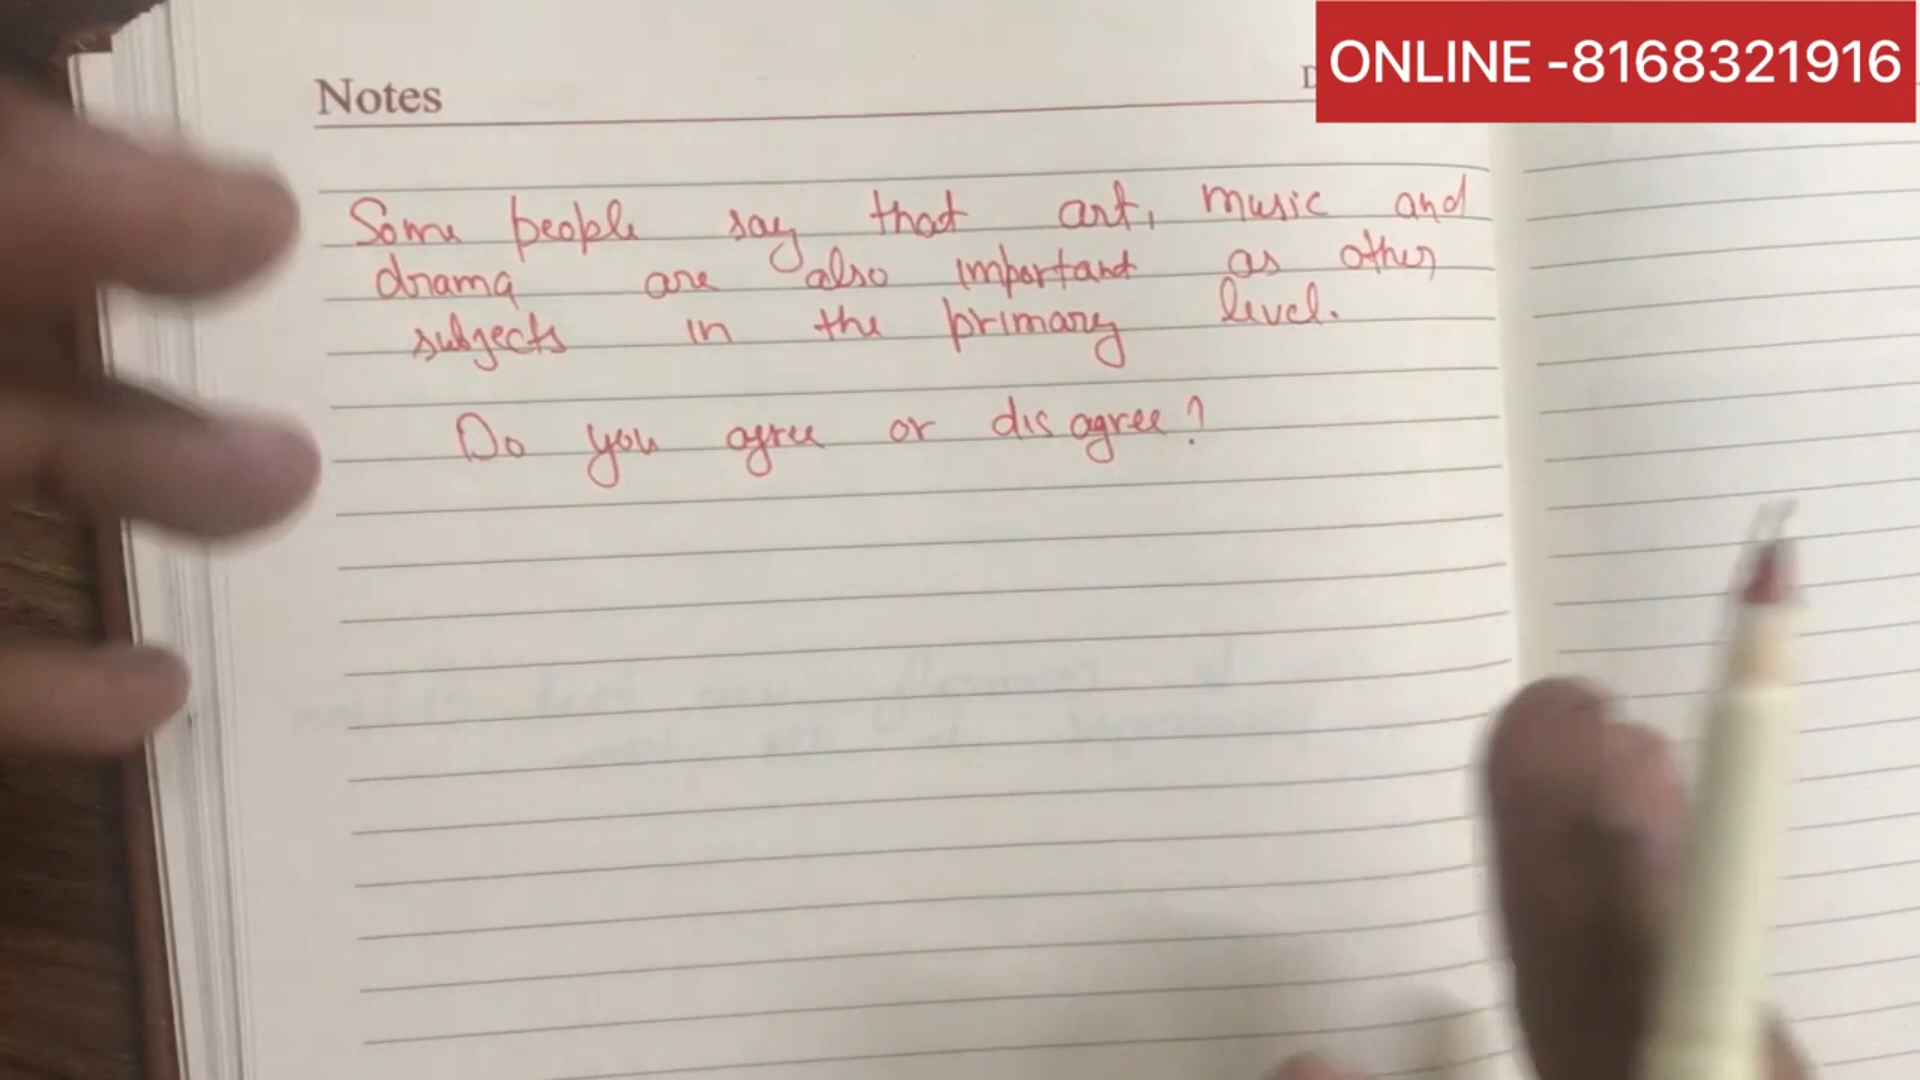 ONLINE -8168321916
Notes
Some people say that art, music and
drama are also important as other
subjects in the primary level.
Do you agree or disagree?